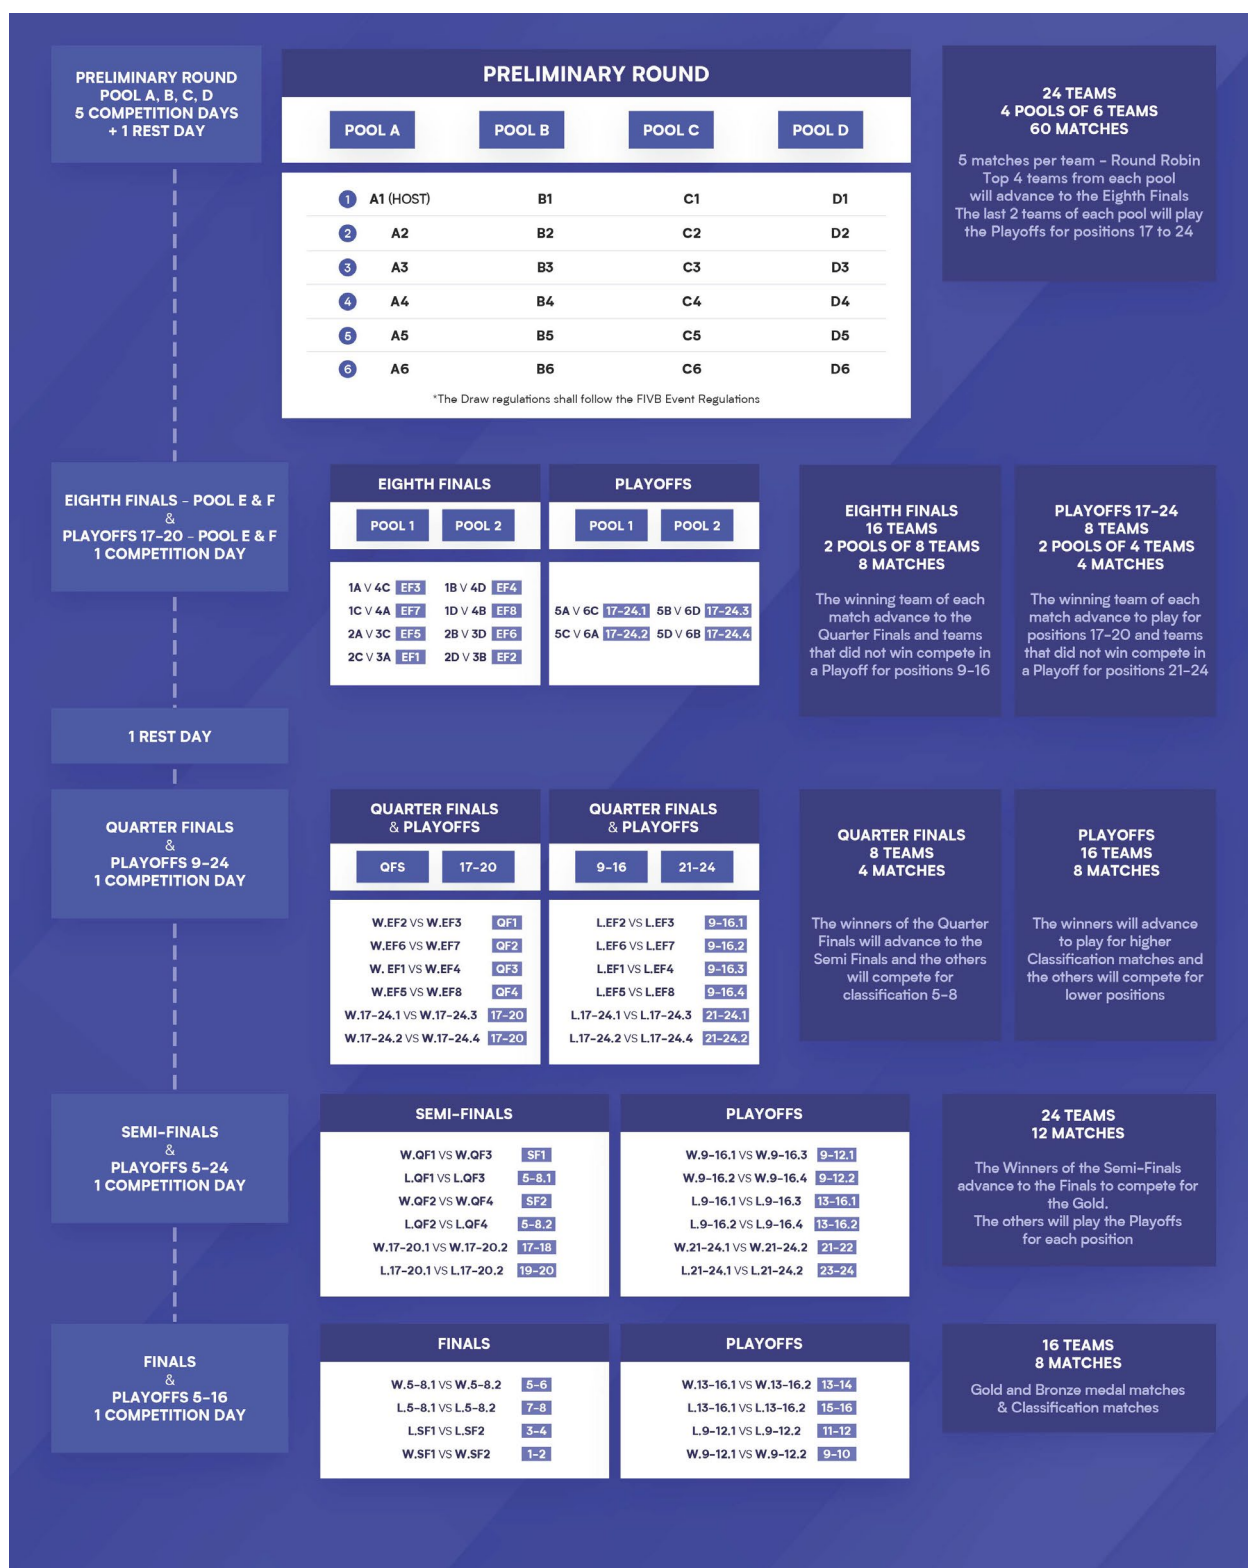 PRELIMINARY ROUND
POOL A, B, C, D
5 COMPETITION DAYS
+ 1 REST DAY
PRELIMINARY ROUND
POOL A POOL B POOL C POOL D
1 A1 (HOST) B1 C1 D1
2 A2 B2 C2 D2
3 A3 B3 C3 D3
4 A4 B4 C4 D4
5 A5 B5 C5 D5
6 A6 B6 C6 D6
*The Draw regulations shall follow the FIVB Event Regulations
24 TEAMS
4 POOLS OF 6 TEAMS
60 MATCHES
5 matches per team – Round Robin
Top 4 teams from each pool
will advance to the Eighth Finals
The last 2 teams of each pool will play
the Playoffs for positions 17 to 24
EIGHTH FINALS – POOL E & F
&
PLAYOFFS 17–20 – POOL E & F
1 COMPETITION DAY
EIGHTH FINALS
POOL 1 POOL 2
1A V 4C EF3 1B V 4D EF4
1C V 4A EF7 1D V 4B EF8
2A V 3C EF5 2B V 3D EF6
2C V 3A EF1 2D V 3B EF2
PLAYOFFS
POOL 1 POOL 2
5A V 6C 17–24.1 5B V 6D 17–24.3
5C V 6A 17–24.2 5D V 6B 17–24.4
EIGHTH FINALS
16 TEAMS
2 POOLS OF 8 TEAMS
8 MATCHES
The winning team of each
match advance to the
Quarter Finals and teams
that did not win compete in
a Playoff for positions 9–16
PLAYOFFS 17–24
8 TEAMS
2 POOLS OF 4 TEAMS
4 MATCHES
The winning team of each
match advance to play for
positions 17–20 and teams
that did not win compete in
a Playoff for positions 21–24
1 REST DAY
QUARTER FINALS
&
PLAYOFFS 9–24
1 COMPETITION DAY
QUARTER FINALS
& PLAYOFFS
QFS 17–20
W.EF2 VS W.EF3 QF1
W.EF6 VS W.EF7 QF2
W. EF1 VS W.EF4 QF3
W.EF5 VS W.EF8 QF4
W.17–24.1 VS W.17–24.3 17–20
W.17–24.2 VS W.17–24.4 17–20
QUARTER FINALS
& PLAYOFFS
9–16 21–24
L.EF2 VS L.EF3 9–16.1
L.EF6 VS L.EF7 9–16.2
L.EF1 VS L.EF4 9–16.3
L.EF5 VS L.EF8 9–16.4
L.17–24.1 VS L.17–24.3 21–24.1
L.17–24.2 VS L.17–24.4 21–24.2
QUARTER FINALS
8 TEAMS
4 MATCHES
The winners of the Quarter
Finals will advance to the
Semi Finals and the others
will compete for
classification 5–8
PLAYOFFS
16 TEAMS
8 MATCHES
The winners will advance
to play for higher
Classification matches and
the others will compete for
lower positions
SEMI–FINALS
&
PLAYOFFS 5–24
1 COMPETITION DAY
SEMI–FINALS
W.QF1 VS W.QF3 SF1
L.QF1 VS L.QF3 5–8.1
W.QF2 VS W.QF4 SF2
L.QF2 VS L.QF4 5–8.2
W.17–20.1 VS W.17–20.2 17–18
L.17–20.1 VS L.17–20.2 19–20
PLAYOFFS
W.9–16.1 VS W.9–16.3 9–12.1
W.9–16.2 VS W.9–16.4 9–12.2
L.9–16.1 VS L.9–16.3 13–16.1
L.9–16.2 VS L.9–16.4 13–16.2
W.21–24.1 VS W.21–24.2 21–22
L.21–24.1 VS L.21–24.2 23–24
24 TEAMS
12 MATCHES
The Winners of the Semi–Finals
advance to the Finals to compete for
the Gold.
The others will play the Playoffs
for each position
FINALS
&
PLAYOFFS 5–16
1 COMPETITION DAY
FINALS
W.5–8.1 VS W.5–8.2 5–6
L.5–8.1 VS L.5–8.2 7–8
L.SF1 VS L.SF2 3–4
W.SF1 VS W.SF2 1–2
PLAYOFFS
W.13–16.1 VS W.13–16.2 13–14
L.13–16.1 VS L.13–16.2 15–16
L.9–12.1 VS L.9–12.2 11–12
W.9–12.1 VS W.9–12.2 9–10
16 TEAMS
8 MATCHES
Gold and Bronze medal matches
& Classification matches